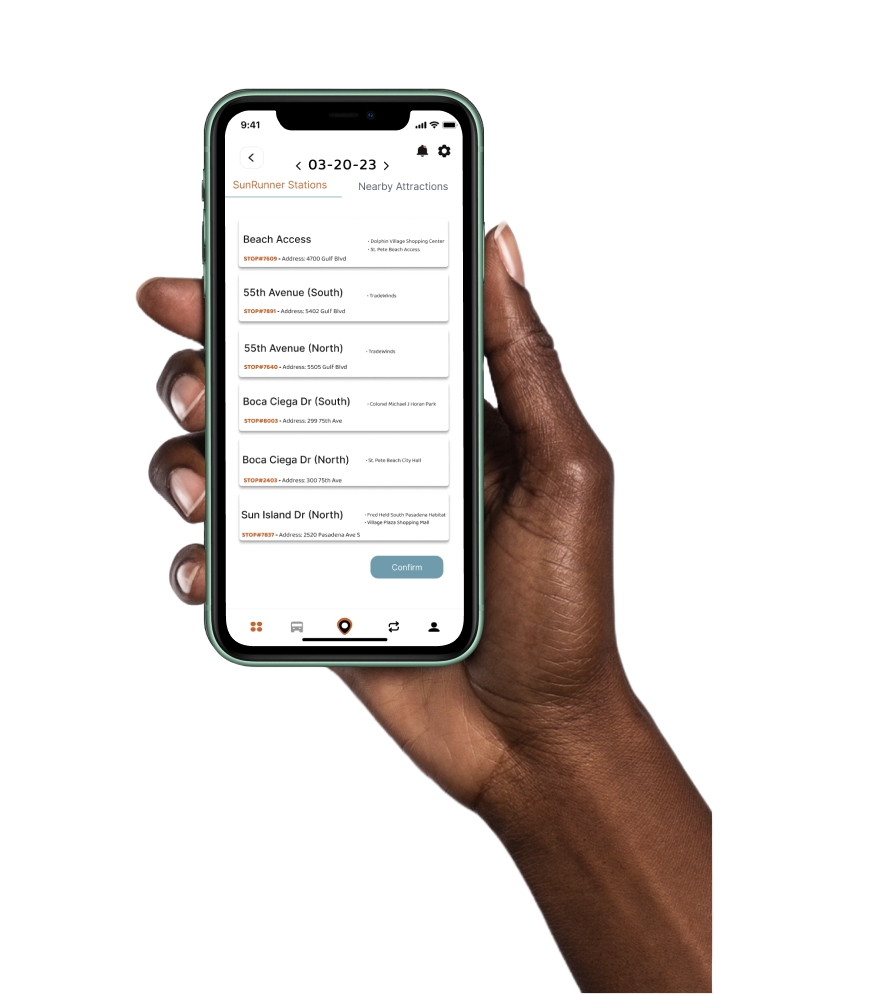 9:41
03-20-23
SunRunner Stations
Nearby Attractions
Beach Access
• Dolphin Village Shopping Center
• St. Pete Beach Access
STOP#7609 • Address: 4700 Gulf Blvd
55th Avenue (South)
• TradeWinds
STOP#7891 • Address: 5402 Gulf Blvd
55th Avenue (North)
• TradeWinds
STOP#7640 • Address: 5505 Gulf Blvd
Boca Ciega Dr (South)
• Colonel Michael J Horan Park
STOP#8003 • Address: 299 75th Ave
Boca Ciega Dr (North)
• St. Pete Beach City Hall
STOP#2403 • Address: 300 75th Ave
Sun Island Dr (North)
• Fred Held South Pasadena Habitat
• Village Plaza Shopping Mall
STOP#7837 • Address: 2520 Pasadena Ave S
Confirm